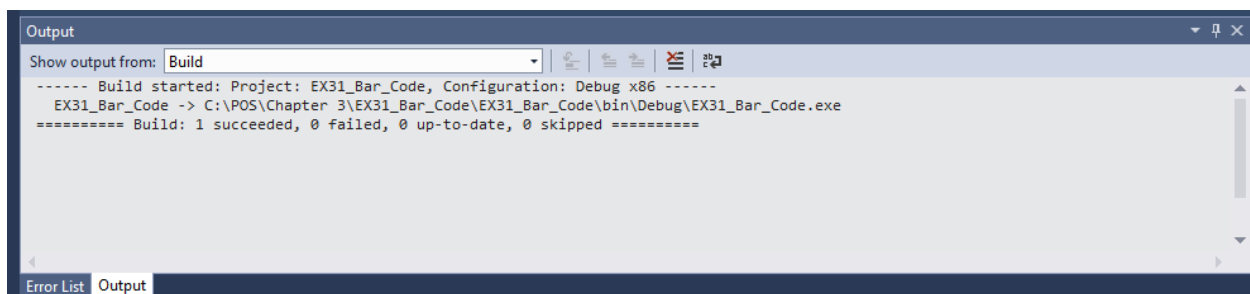 Output
Show output from: Build
------ Build started: Project: EX31_Bar_Code, Configuration: Debug x86 ------
EX31_Bar_Code -> C:\POS\Chapter 3\EX31_Bar_Code\EX31_Bar_Code\bin\Debug\EX31_Bar_Code.exe
========== Build: 1 succeeded, 0 failed, 0 up-to-date, 0 skipped ==========
Error List Output